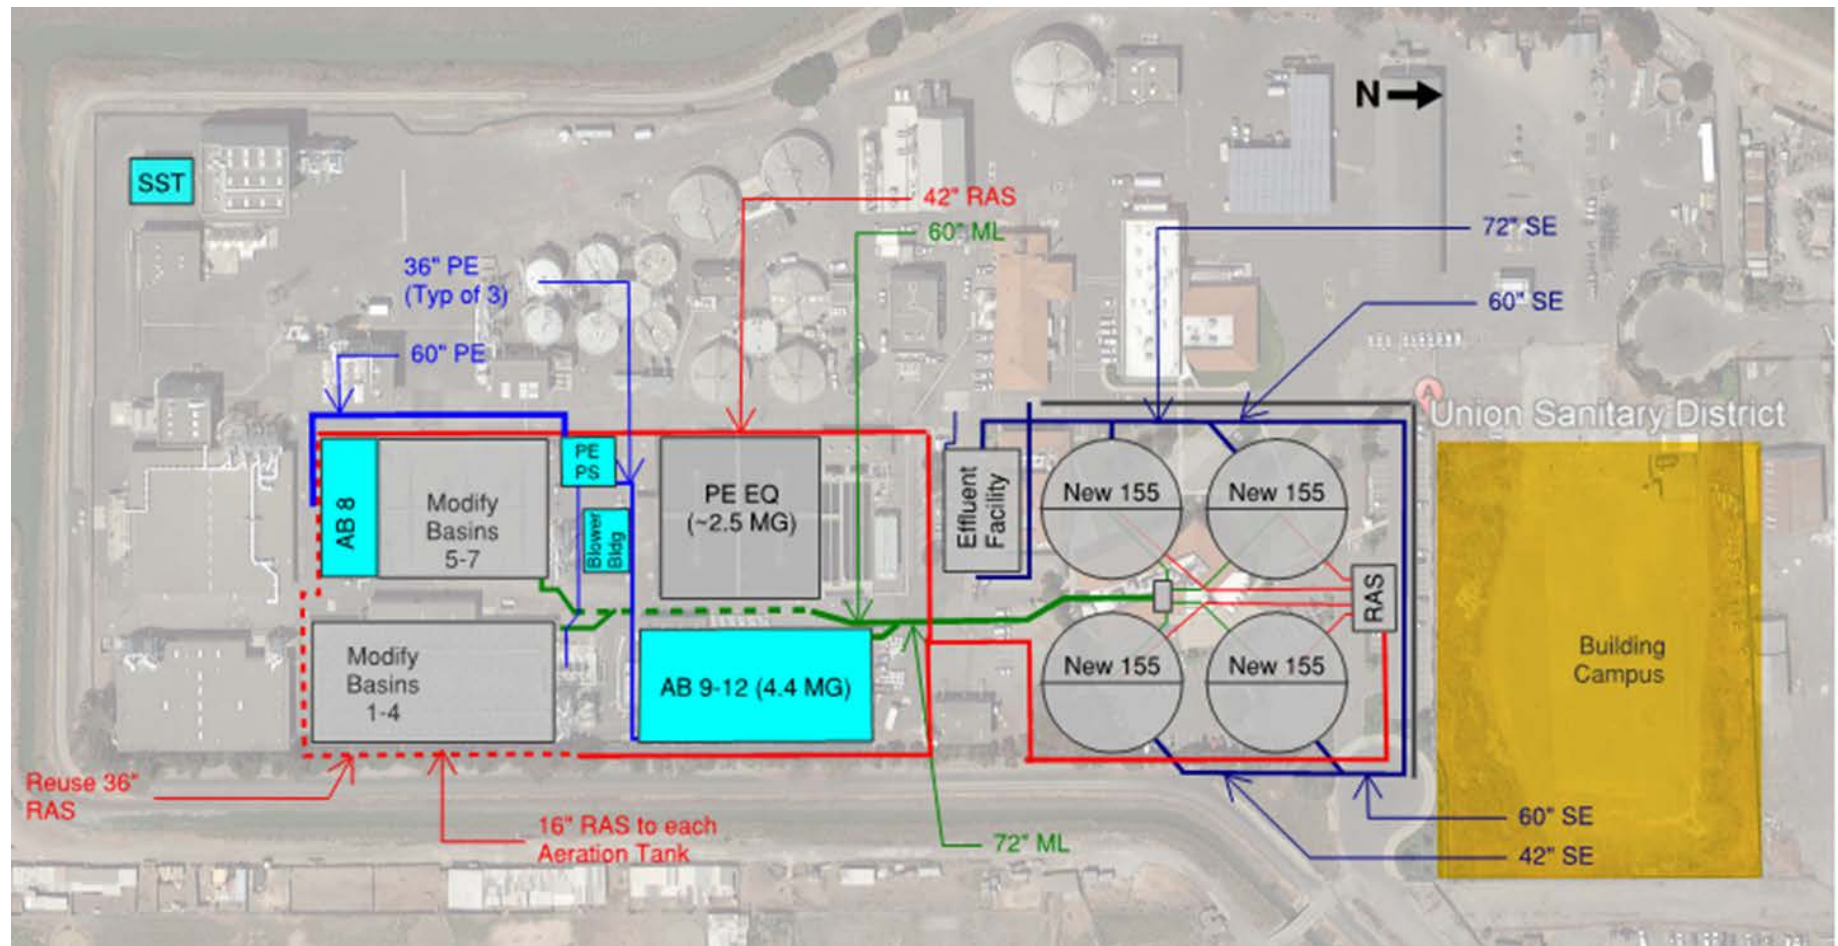 N
SST
42" RAS
60" ML
72" SE
36" PE
(Typ of 3)
60" SE
60" PE
A
Union Sanitary District
PE
PS
AB 8
Modify
Basins
5-7
Blower
Bldg
PE EQ
(~2.5 MG)
Effluent
Facility
New 155
New 155
RAS
Modify
Basins
1-4
AB 9-12 (4.4 MG)
New 155
New 155
Building
Campus
Reuse 36"
RAS
16" RAS to each
Aeration Tank
72" ML
60" SE
42" SE